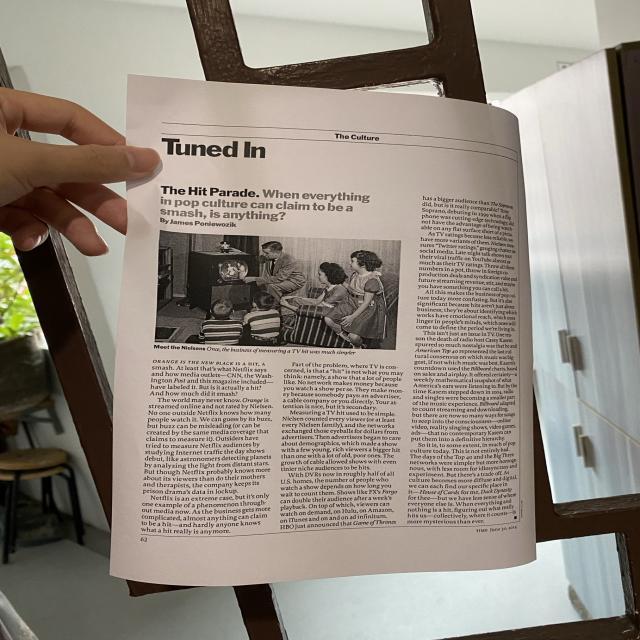 The Culture
Tuned In
The Hit Parade. When everything
in pop culture can claim to be a
smash, is anything?
By James Poniewozik
Meet the Nielsens Once, the business of measuring a TV hit was much simpler
ORANGE IS THE NEW BLACK IS A HIT, A
smash. At least that's what Netflix says
and how media outlets—CNN, the Wash-
ington Post and this magazine included—
have labeled it. But is it actually a hit?
And how much did it smash?
The world may never know. Orange is
streamed online and not rated by Nielsen.
No one outside Netflix knows how many
people watch it. We can guess by its buzz,
but buzz can be misleading (or can be
created by the same media coverage that
claims to measure it). Outsiders have
tried to measure Netflix audiences by
studying Internet traffic the day shows
debut, like astronomers detecting planets
by analyzing the light from distant stars.
But though Netflix probably knows more
about its viewers than do their mothers
and therapists, the company keeps its
prison drama's data in lockup.
Netflix is an extreme case, but it's only
one example of a phenomenon through-
out media now. As the business gets more
complicated, almost anything can claim
to be a hit—and hardly anyone knows
what a hit really is anymore.
Part of the problem, where TV is con-
cerned, is that a "hit" is not what you may
think: namely, a show that a lot of people
like. No network makes money because
you watch a show per se. They make mon-
ey because somebody pays an advertiser,
a cable company or you directly. Your at-
tention is nice, but it's secondary.
Measuring a TV hit used to be simple.
Nielsen counted every viewer (or at least
every Nielsen family), and the networks
exchanged those eyeballs for dollars from
advertisers. Then advertisers began to care
about demographics, which made a show
with a few young, rich viewers a bigger hit
than one with a lot of old, poor ones. The
growth of cable allowed shows with even
tinier niche audiences to be hits.
With DVRs now in roughly half of all
U.S. homes, the number of people who
watch a show depends on how long you
wait to count them. Shows like FX's Fargo
can double their audience after a week of
playback. On top of which, viewers can
watch on demand, on Hulu, on Amazon,
on iTunes and on and on ad infinitum.
HBO just announced that Game of Thrones
has a bigger audience than The Sopranos
did, but is it really comparable?
Soprano, debuting in 1999 when a flip
phone was cutting-edge technology, did
not have the advantage of being watch-
able on any flat surface
As TV ratings become less reliable, we
have more variants of them. Nielsen mea-
sures "Twitter ratings," gauging chatter on
social media. Late-night talk shows tout
their viral traffic on YouTube almost as
much as their TV ratings. Throw all these
numbers in a pot, throw in foreign co-
production deals and syndication value and
future streaming revenue, stir, and maybe
you have something you can call a hit.
All this makes the business of pop cul-
ture today more confusing. But it's also
significant because hits aren't just about
business; they're about identifying which
works have emotional reach, which ones
linger in people's minds, which ones will
come to define the period we're living in.
This isn't just an issue in TV. One rea-
son the death of radio host Casey Kasem
spurred so much nostalgia was that he and
American Top 40 represented the last cul-
tural consensus on which music was
great, if not which music was best. His
countdown used the Billboard charts, based
on sales and airplay. It offered certainty—a
weekly mathematical snapshot of what
America's ears were listening to. But by the
time Kasem stepped down in 2004, albums
and singles were becoming a smaller part
of the music experience. Billboard adapted
to count streaming and downloading,
but there are now so many ways for songs
to seep into the consciousness—online
video, reality singing shows, video games,
ads—that no contemporary Kasem can
put them into a definitive hierarchy.
So it is, to some extent, in much of pop
culture today. This is not entirely bad.
The days of the Top 40 and the Big Three
networks were simpler but more homoge-
nous, with less room for idiosyncrasy and
experiment. But there's a trade-off. As
culture becomes more diffuse and digital,
we can each find our specific place in
it—House of Cards for me, Duck Dynasty
for thee—but we have less sense of where
everyone else is. Where everything and
nothing is a hit, figuring out what really
hits us—collectively, where it counts—is
more mysterious than ever.
62
TIME June 30, 2014